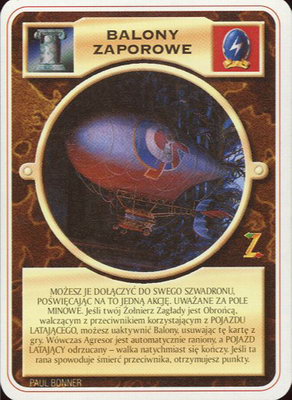 BALONY
ZAPOROWE
Z
MOŻESZ JE DOŁĄCZYĆ DO SWEGO SZWADRONU,
POŚWIĘCAJĄC NA TO JEDNĄ AKCJĘ. UWAŻANE ZA POLE
MINOWE. Jeśli twój Żołnierz Zagłady jest Obrońcą,
walczącym z przeciwnikiem korzystającym z POJAZDU
LATAJĄCEGO, możesz uaktywnić Balony, usuwając tę kartę z
gry. Wówczas Agresor jest automatycznie raniony, a POJAZD
LATAJĄCY odrzucany - walka natychmiast się kończy. Jeśli ta
rana spowoduje śmierć przeciwnika, otrzymujesz punkty.
PAUL BONNER